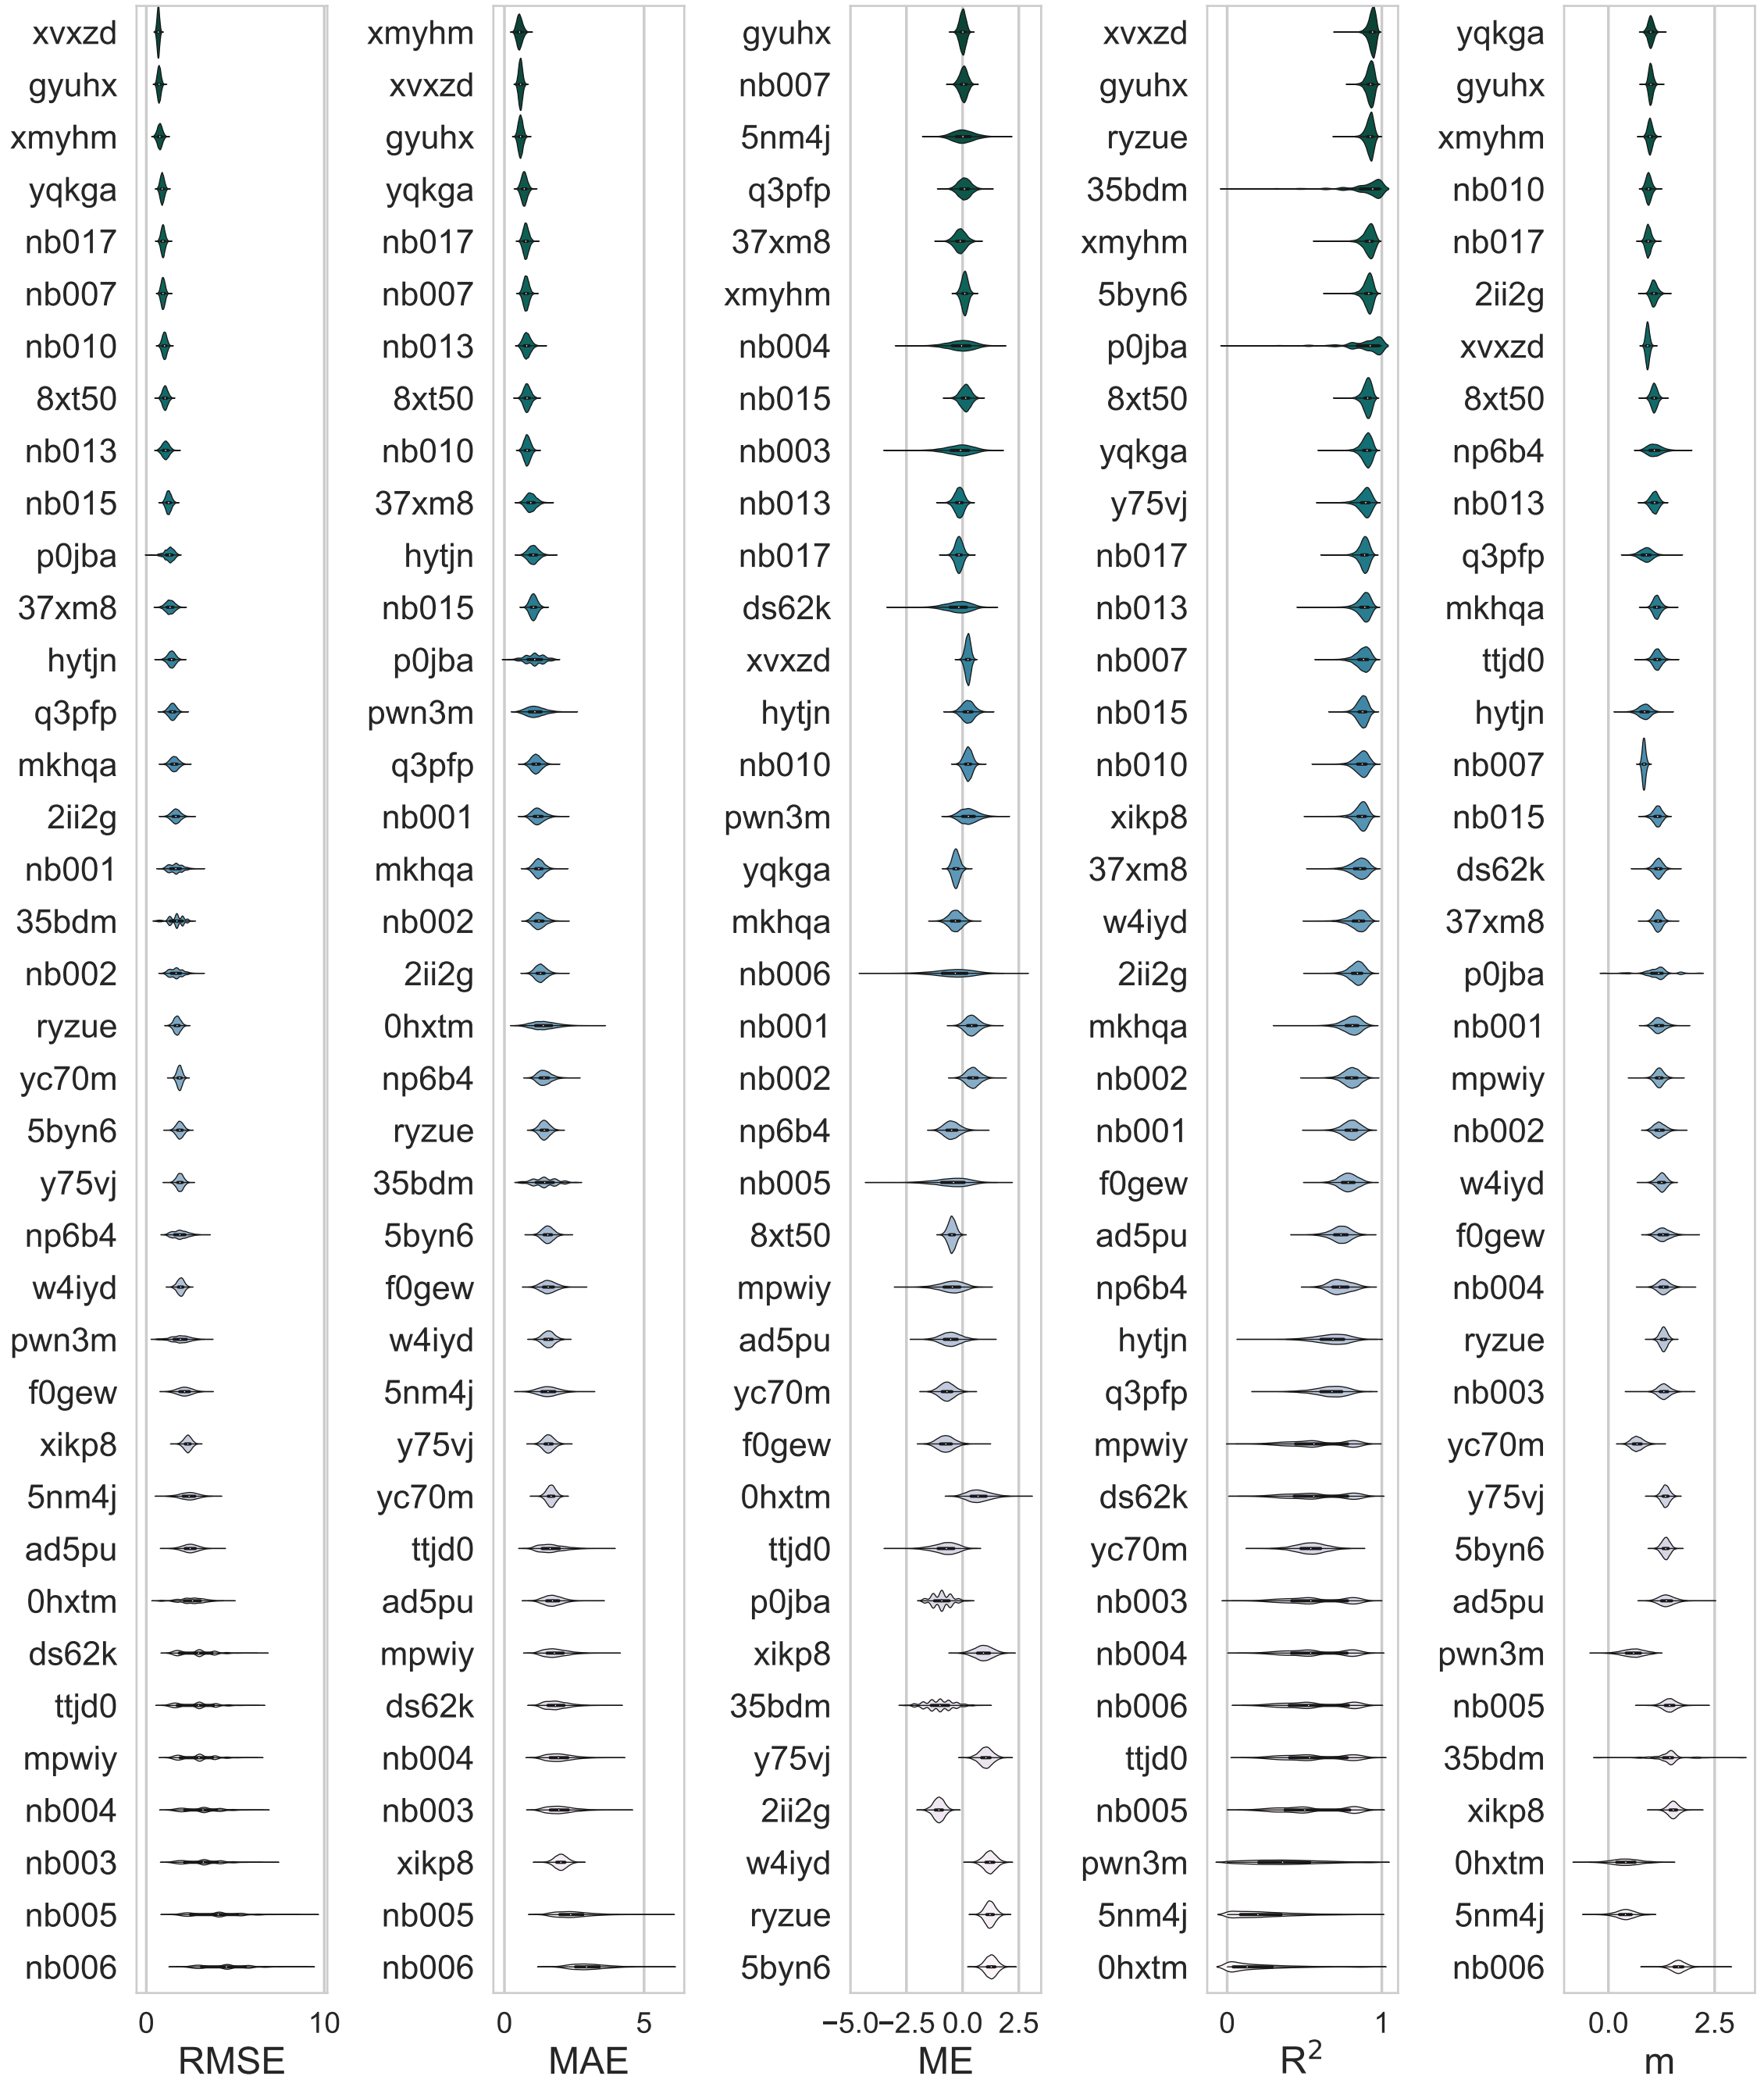 xvxzd xmyhm gyuhx xvxzd yqkga
gyuhx xvxzd nb007 gyuhx gyuhx
xmyhm gyuhx 5nm4j ryzue xmyhm
yqkga yqkga q3pfp 35bdm nb010
nb017 nb017 37xm8 xmyhm nb017
nb007 nb007 xmyhm 5byn6 2ii2g
nb010 nb013 nb004 p0jba xvxzd
8xt50 8xt50 nb015 8xt50 8xt50
nb013 nb010 nb003 yqkga np6b4
nb015 37xm8 nb013 y75vj nb013
p0jba hytjn nb017 nb017 q3pfp
37xm8 nb015 ds62k nb013 mkhqa
hytjn p0jba xvxzd nb007 ttjd0
q3pfp pwn3m hytjn nb015 hytjn
mkhqa q3pfp nb010 nb010 nb007
2ii2g nb001 pwn3m xikp8 nb015
nb001 mkhqa yqkga 37xm8 ds62k
35bdm nb002 mkhqa w4iyd 37xm8
nb002 2ii2g nb006 2ii2g p0jba
ryzue 0hxtm nb001 mkhqa nb001
yc70m np6b4 nb002 nb002 mpwiy
5byn6 ryzue np6b4 nb001 nb002
y75vj 35bdm nb005 f0gew w4iyd
np6b4 5byn6 8xt50 ad5pu f0gew
w4iyd f0gew mpwiy np6b4 nb004
pwn3m w4iyd ad5pu hytjn ryzue
f0gew 5nm4j yc70m q3pfp nb003
xikp8 y75vj f0gew mpwiy yc70m
5nm4j yc70m 0hxtm ds62k y75vj
ad5pu ttjd0 ttjd0 yc70m 5byn6
0hxtm ad5pu p0jba nb003 ad5pu
ds62k mpwiy xikp8 nb004 pwn3m
ttjd0 ds62k 35bdm nb006 nb005
mpwiy nb004 y75vj ttjd0 35bdm
nb004 nb003 2ii2g nb005 xikp8
nb003 xikp8 w4iyd pwn3m 0hxtm
nb005 nb005 ryzue 5nm4j 5nm4j
nb006 nb006 5byn6 0hxtm nb006
0 10 0 5 −5.0 −2.5 0.0 2.5 0 1 0.0 2.5
RMSE MAE ME R² m